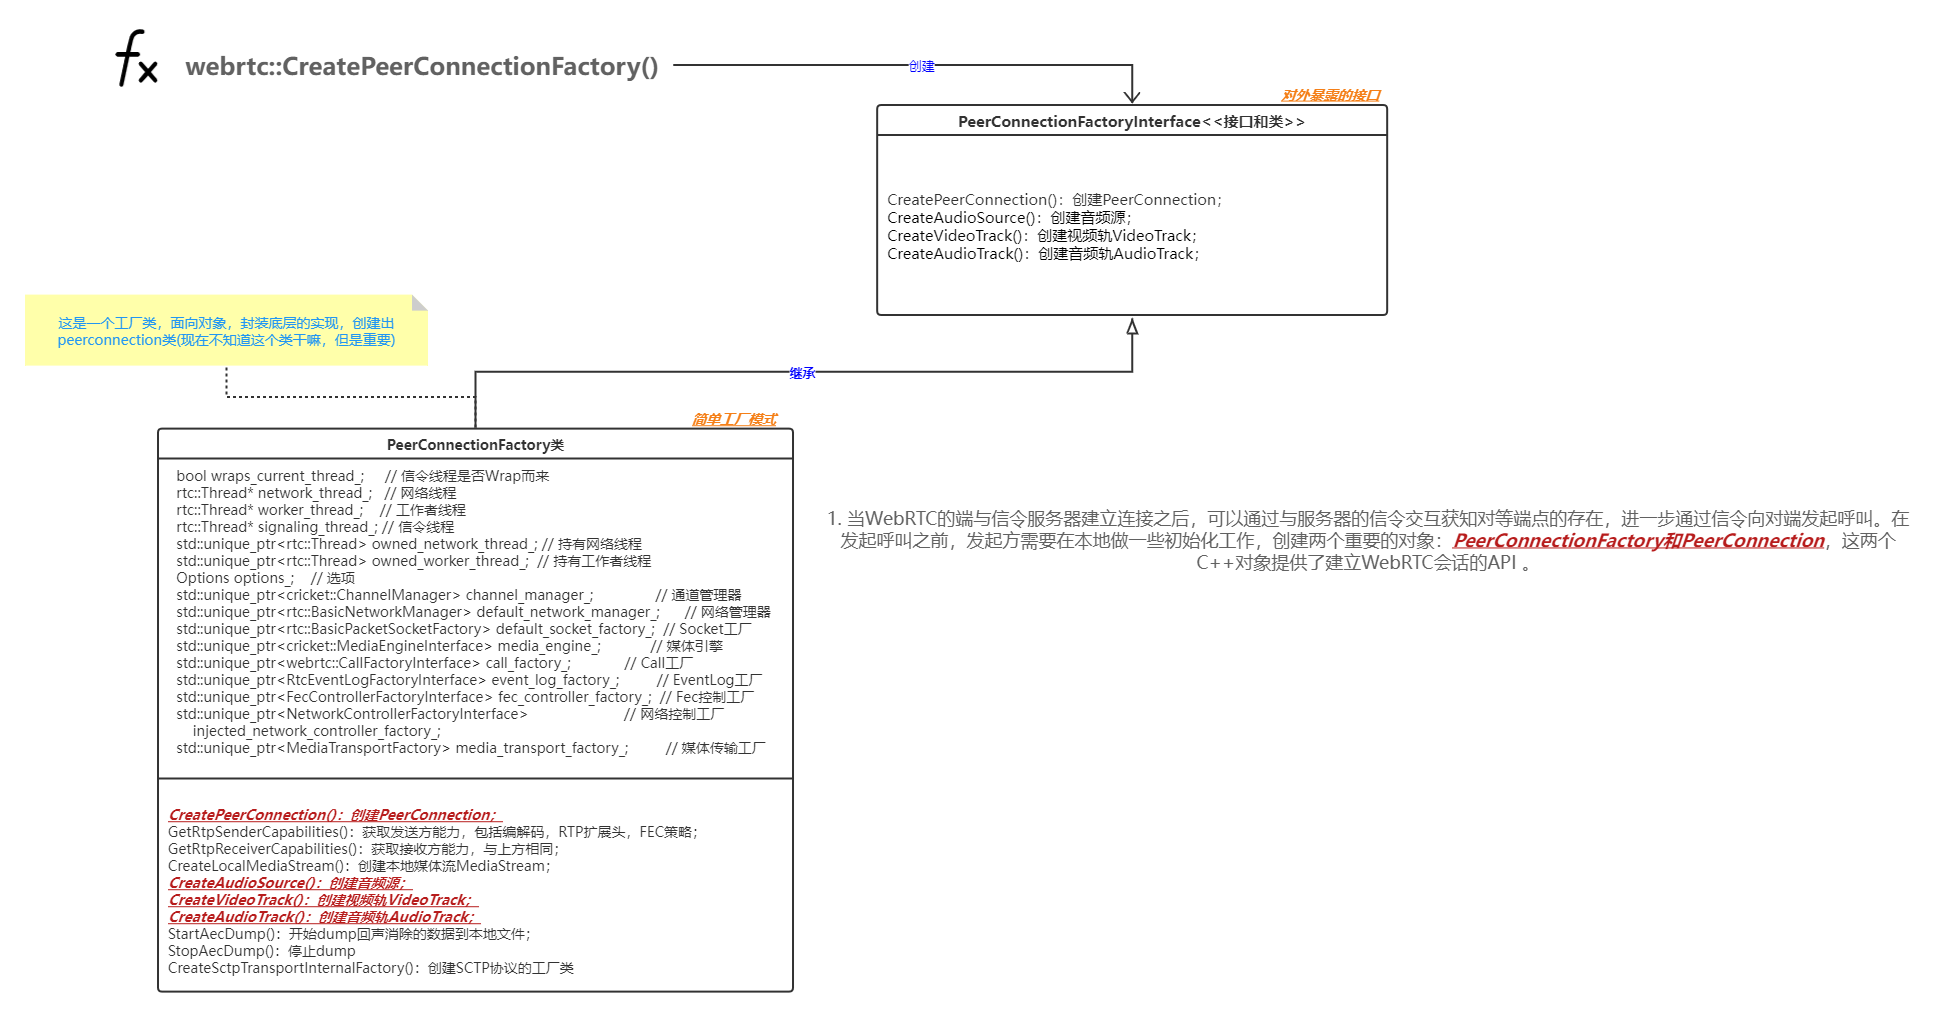 fx
webrtc::CreatePeerConnectionFactory()
创建
对外暴露的接口
PeerConnectionFactoryInterface<<接口和类>>
CreatePeerConnection()：创建PeerConnection；
CreateAudioSource()：创建音频源；
CreateVideoTrack()：创建视频轨VideoTrack；
CreateAudioTrack()：创建音频轨AudioTrack；
这是一个工厂类，面向对象，封装底层的实现，创建出
peerconnection类(现在不知道这个类干嘛，但是重要)
继承
简单工厂模式
PeerConnectionFactory类
bool wraps_current_thread_; // 信令线程是否Wrap而来
rtc::Thread* network_thread_; // 网络线程
rtc::Thread* worker_thread_; // 工作者线程
rtc::Thread* signaling_thread_; // 信令线程
std::unique_ptr<rtc::Thread> owned_network_thread_; // 持有网络线程
std::unique_ptr<rtc::Thread> owned_worker_thread_; // 持有工作者线程
Options options_; // 选项
std::unique_ptr<cricket::ChannelManager> channel_manager_; // 通道管理器
std::unique_ptr<rtc::BasicNetworkManager> default_network_manager_; // 网络管理器
std::unique_ptr<rtc::BasicPacketSocketFactory> default_socket_factory_; // Socket工厂
std::unique_ptr<cricket::MediaEngineInterface> media_engine_; // 媒体引擎
std::unique_ptr<webrtc::CallFactoryInterface> call_factory_; // Call工厂
std::unique_ptr<RtcEventLogFactoryInterface> event_log_factory_; // EventLog工厂
std::unique_ptr<FecControllerFactoryInterface> fec_controller_factory_; // Fec控制工厂
std::unique_ptr<NetworkControllerFactoryInterface> // 网络控制工厂
injected_network_controller_factory_;
std::unique_ptr<MediaTransportFactory> media_transport_factory_; // 媒体传输工厂
CreatePeerConnection()：创建PeerConnection；
GetRtpSenderCapabilities()：获取发送方能力，包括编解码，RTP扩展头，FEC策略；
GetRtpReceiverCapabilities()：获取接收方能力，与上方相同；
CreateLocalMediaStream()：创建本地媒体流MediaStream；
CreateAudioSource()：创建音频源；
CreateVideoTrack()：创建视频轨VideoTrack；
CreateAudioTrack()：创建音频轨AudioTrack；
StartAecDump()：开始dump回声消除的数据到本地文件；
StopAecDump()：停止dump
CreateSctpTransportInternalFactory()：创建SCTP协议的工厂类
1. 当WebRTC的端与信令服务器建立连接之后，可以通过与服务器的信令交互获知对等端点的存在，进一步通过信令向对端发起呼叫。在
发起呼叫之前，发起方需要在本地做一些初始化工作，创建两个重要的对象：PeerConnectionFactory和PeerConnection，这两个
C++对象提供了建立WebRTC会话的API 。